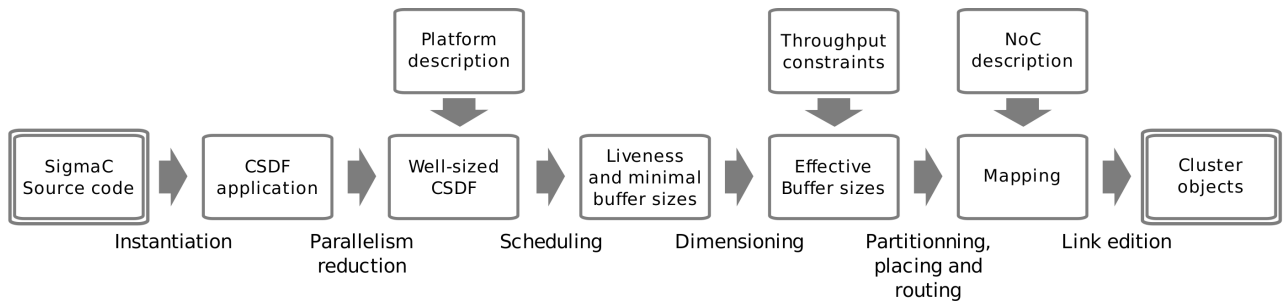 Platform
description
Throughput
constraints
NoC
description
SigmaC
Source code
CSDF
application
Well-sized
CSDF
Liveness
and minimal
buffer sizes
Effective
Buffer sizes
Mapping
Cluster
objects
Instantiation
Parallelism
reduction
Scheduling
Dimensioning
Partitionning,
placing and
routing
Link edition